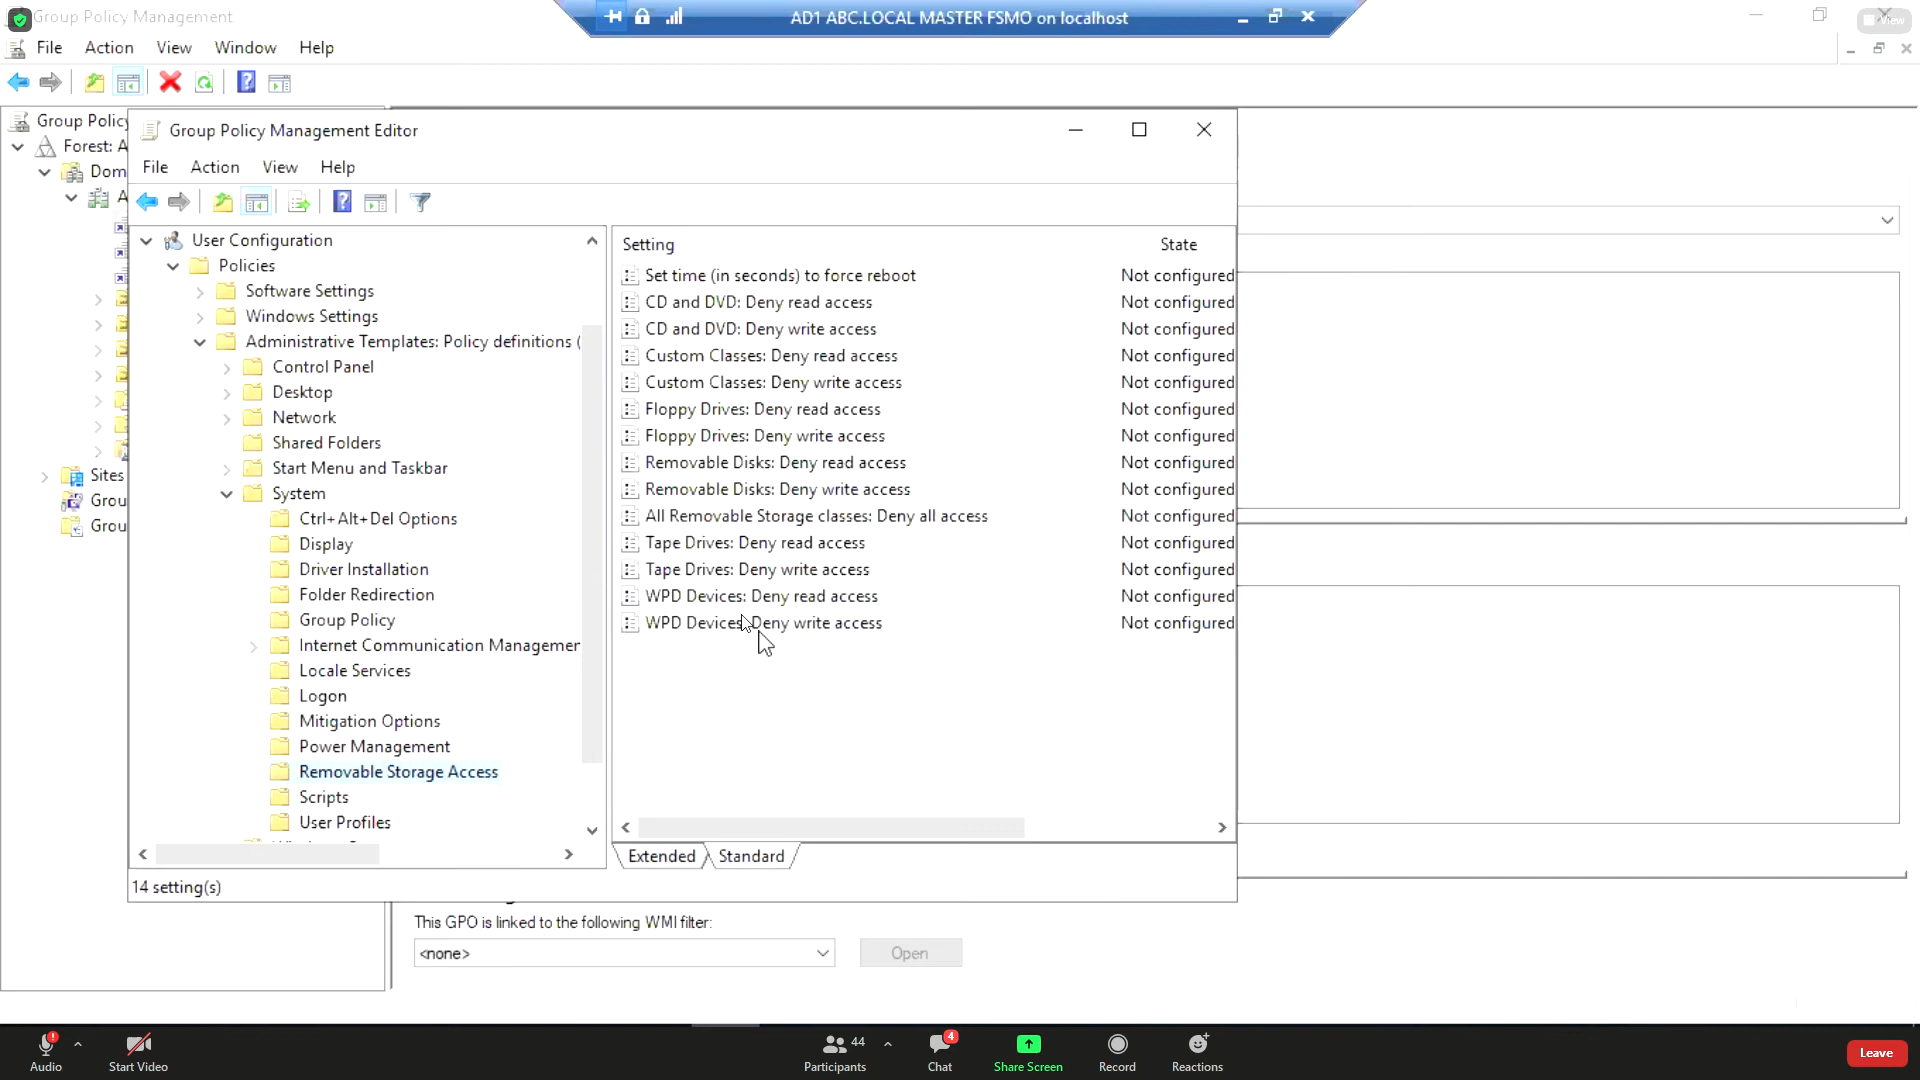 Group Policy Management
AD1 ABC.LOCAL MASTER FSMO on localhost
View
File Action View Window Help
Group Policy
Forest: A
Dom
A
Sites
Grou
Grou
Group Policy Management Editor
File Action View Help
User Configuration
Policies
Software Settings
Windows Settings
Administrative Templates: Policy definitions (
Control Panel
Desktop
Network
Shared Folders
Start Menu and Taskbar
System
Ctrl+Alt+Del Options
Display
Driver Installation
Folder Redirection
Group Policy
Internet Communication Managemen
Locale Services
Logon
Mitigation Options
Power Management
Removable Storage Access
Scripts
User Profiles
Setting State
Set time (in seconds) to force reboot Not configured
CD and DVD: Deny read access Not configured
CD and DVD: Deny write access Not configured
Custom Classes: Deny read access Not configured
Custom Classes: Deny write access Not configured
Floppy Drives: Deny read access Not configured
Floppy Drives: Deny write access Not configured
Removable Disks: Deny read access Not configured
Removable Disks: Deny write access Not configured
All Removable Storage classes: Deny all access Not configured
Tape Drives: Deny read access Not configured
Tape Drives: Deny write access Not configured
WPD Devices: Deny read access Not configured
WPD Devices: Deny write access Not configured
Extended Standard
14 setting(s)
This GPO is linked to the following WMI filter:
<none> Open
Audio
Start Video
44
Participants
4
Chat
Share Screen
Record
Reactions
Leave